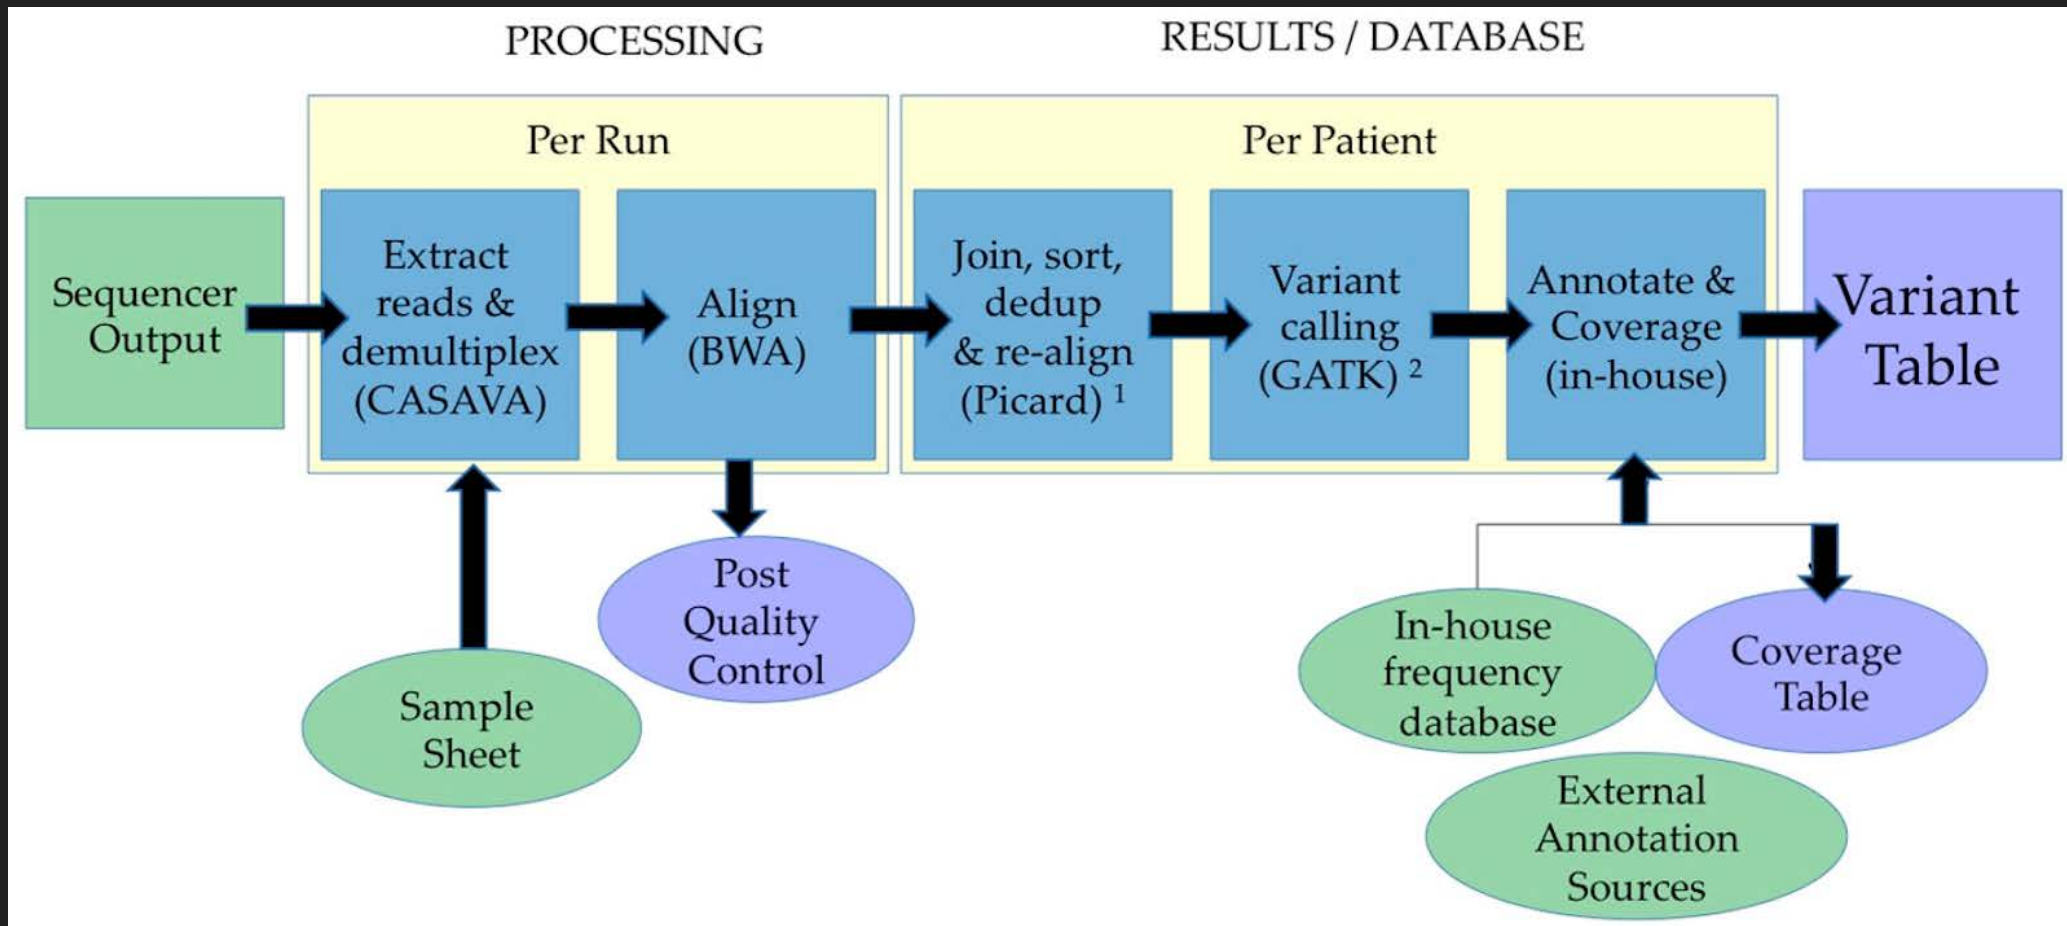 PROCESSING
RESULTS / DATABASE
Per Run
Per Patient
Sequencer
Output
Extract
reads &
demultiplex
(CASAVA)
Align
(BWA)
Join, sort,
dedup
& re-align
(Picard) 1
Variant
calling
(GATK) 2
Annotate &
Coverage
(in-house)
Variant
Table
Sample
Sheet
Post
Quality
Control
In-house
frequency
database
Coverage
Table
External
Annotation
Sources